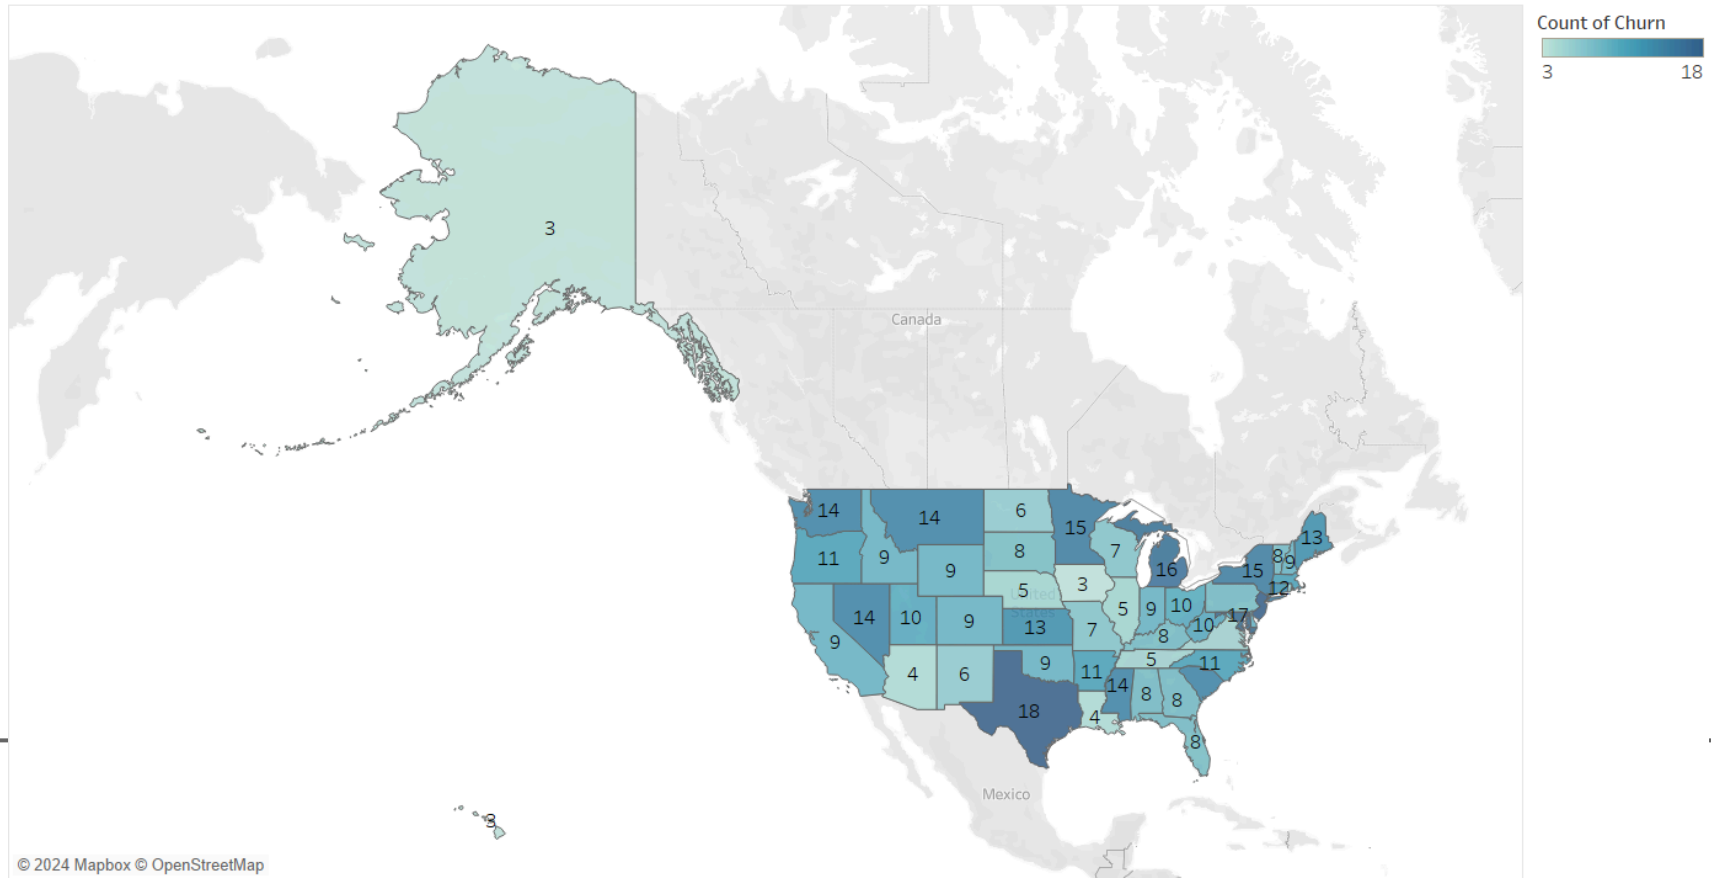 Count of Churn
3 18
3
Canada
14 14 6 15 7 16 15 8 9 13
11 9 9 8 5 3 12
14 10 9 13 7 5 9 10 10 17
9 8 5 11
4 6 9 11 14 8 8
18 4 8
United
States
Mexico
3
© 2024 Mapbox © OpenStreetMap